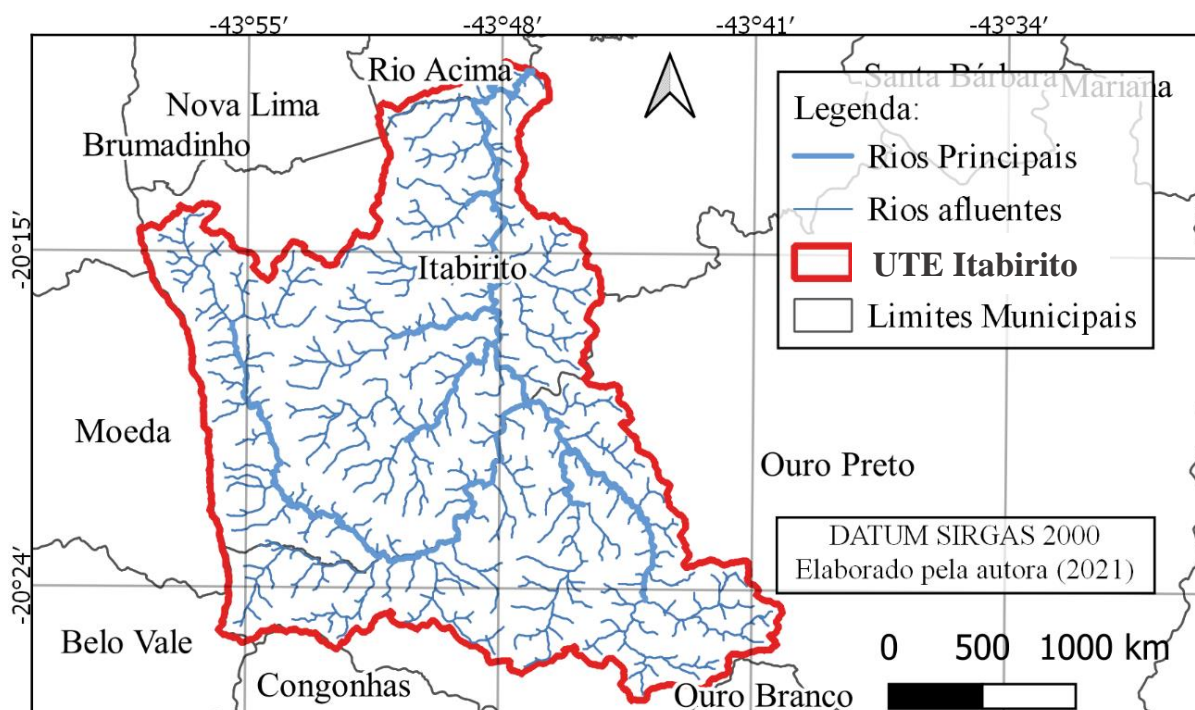 -43°55′
-43°48′
-43°41′
-43°34′
Rio Acima
Santa Bárbara
Mariana
Nova Lima
Brumadinho
Legenda:
Rios Principais
Rios afluentes
UTE Itabirito
Limites Municipais
-20°15′
Itabirito
Moeda
Ouro Preto
DATUM SIRGAS 2000
Elaborado pela autora (2021)
-20°24′
Belo Vale
Congonhas
Ouro Branco
0 500 1000 km